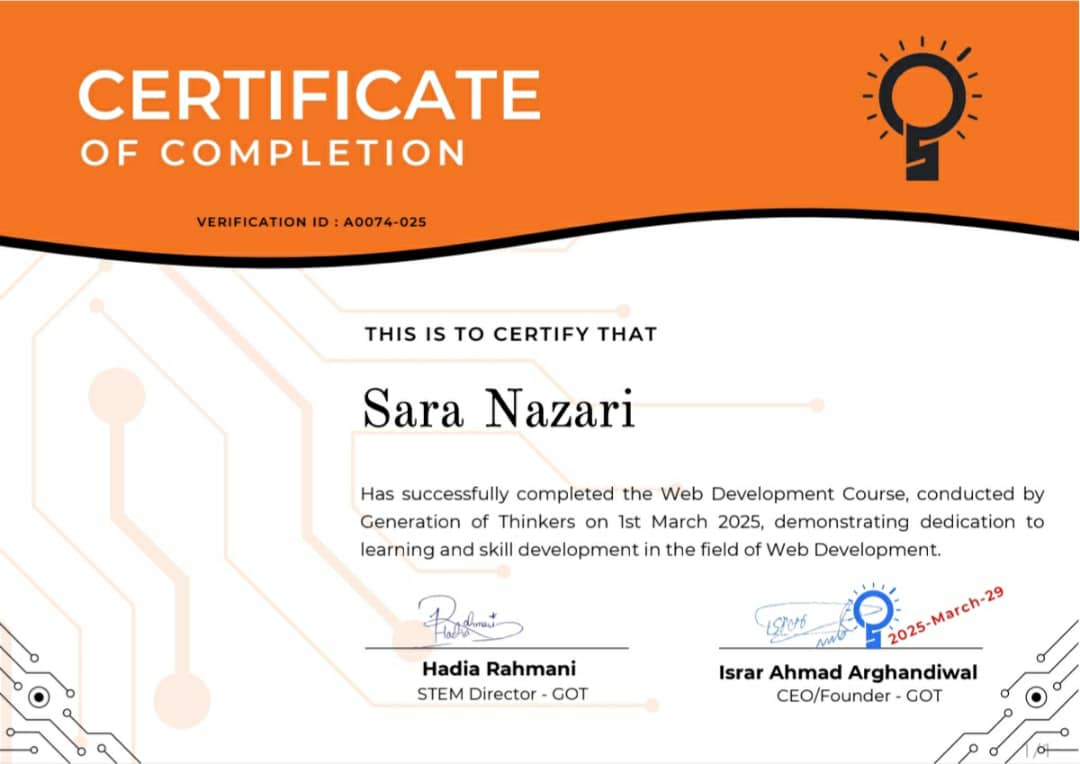 CERTIFICATE
OF COMPLETION
VERIFICATION ID : A0074-025
THIS IS TO CERTIFY THAT
Sara Nazari
Has successfully completed the Web Development Course, conducted by
Generation of Thinkers on 1st March 2025, demonstrating dedication to
learning and skill development in the field of Web Development.
2025-March-29
Hadia Rahmani
STEM Director - GOT
Israr Ahmad Arghandiwal
CEO/Founder - GOT